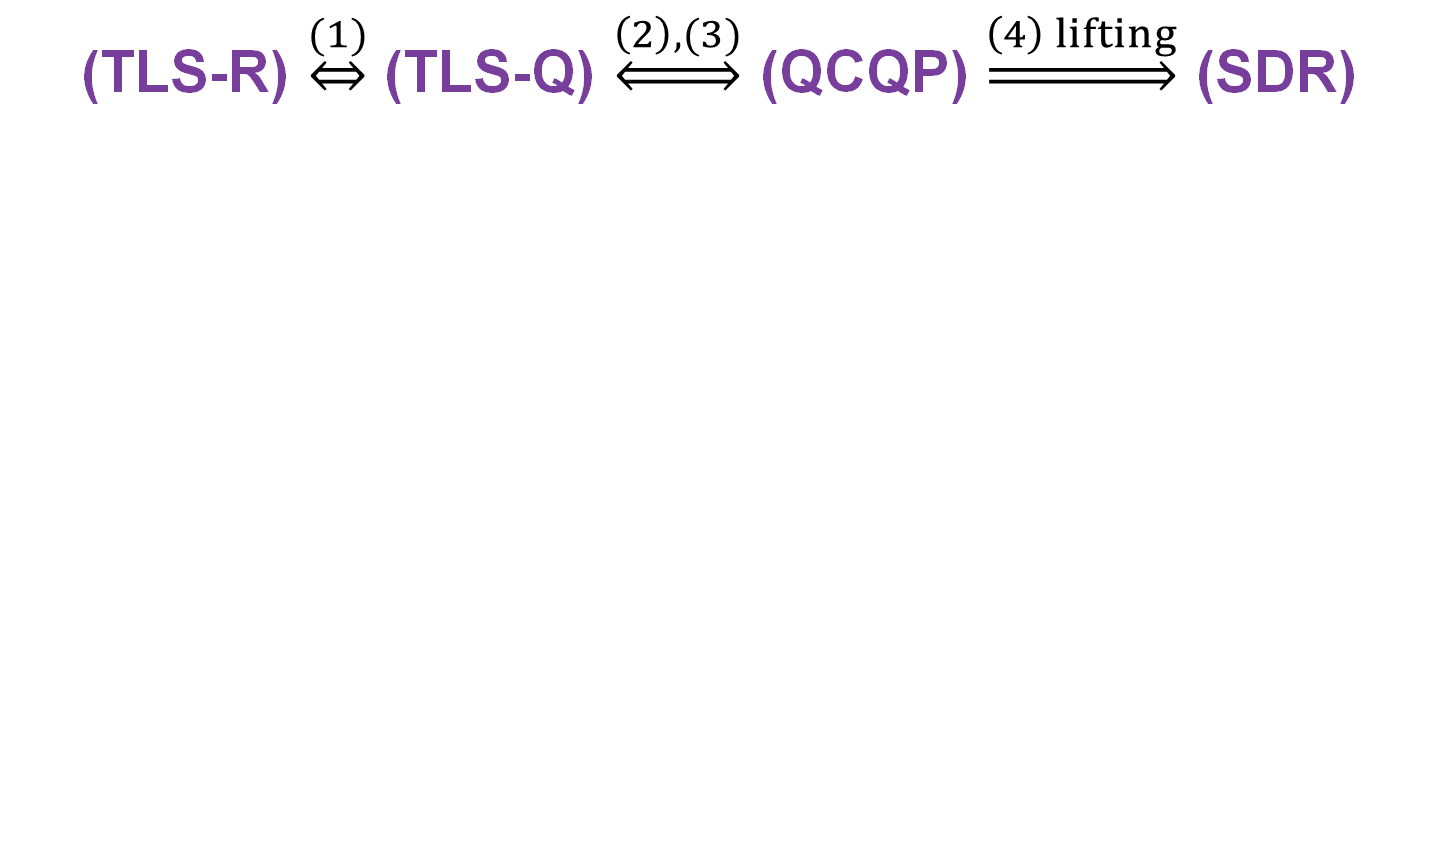 (TLS-R) ⟺ (1) (TLS-Q) ⟺ (2),(3) (QCQP) ⟹ (4) lifting (SDR)